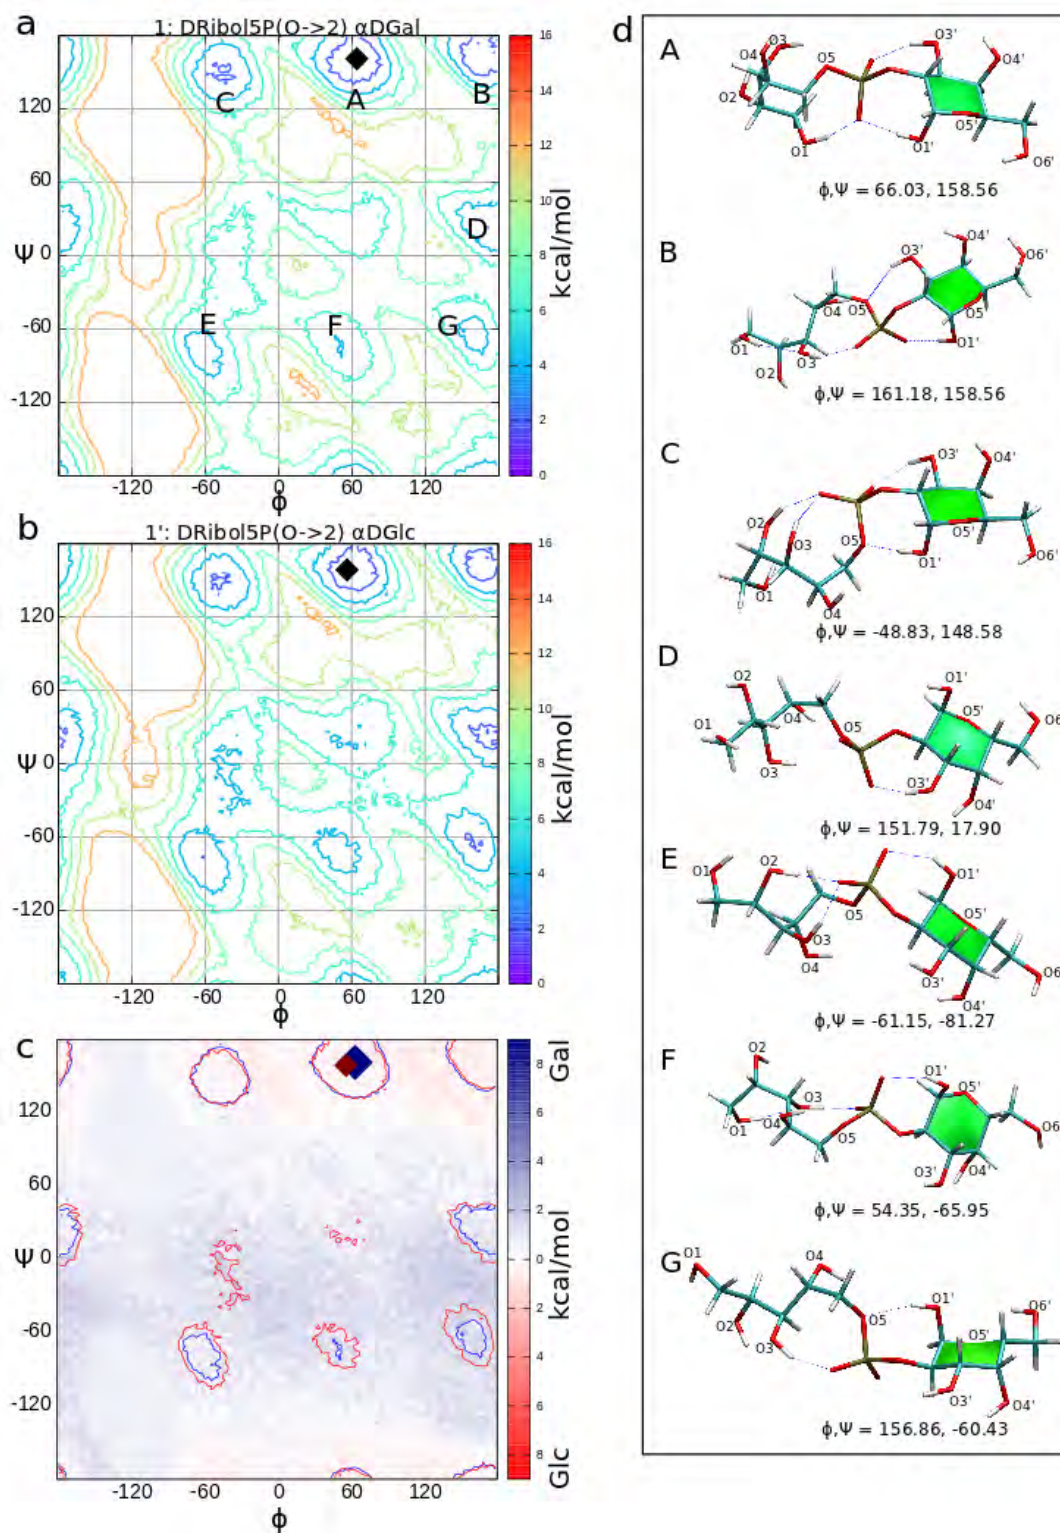 a
1: DRibol5P(O->2) αDGal
C
A
B
D
E
F
G
120
60
Ψ 0
-60
-120
-120
-60
0
60
120
ϕ
16
14
12
10
8
6
4
2
0
kcal/mol
b
1': DRibol5P(O->2) αDGlc
120
60
Ψ 0
-60
-120
-120
-60
0
60
120
ϕ
16
14
12
10
8
6
4
2
0
kcal/mol
c
120
60
Ψ 0
-60
-120
-120
-60
0
60
120
ϕ
8
6
4
2
0
2
4
6
8
Gal
kcal/mol
Glc
d
A
O3
O4
O2
O5
O1
O3'
O4'
O1'
O5'
O6'
ϕ,Ψ = 66.03, 158.56
B
O4'
O3'
O6'
O4
O5
O5'
O1
O3
O1'
O2
ϕ,Ψ = 161.18, 158.56
C
O3'
O4'
O2
O3
O5
O5'
O1'
O6'
O1
O4
ϕ,Ψ = -48.83, 148.58
D
O2
O1'
O5'
O6'
O1
O4
O5
O3
O3'
O4'
ϕ,Ψ = 151.79, 17.90
E
O1
O2
O1'
O5
O5'
O3
O4
O3'
O6'
O4'
ϕ,Ψ = -61.15, -81.27
F
O2
O1'
O5'
O3
O1
O4
O5
O6'
O3'
O4'
ϕ,Ψ = 54.35, -65.95
G
O1
O4
O2
O5
O1'
O6'
O5'
O3
O3'
O4'
ϕ,Ψ = 156.86, -60.43